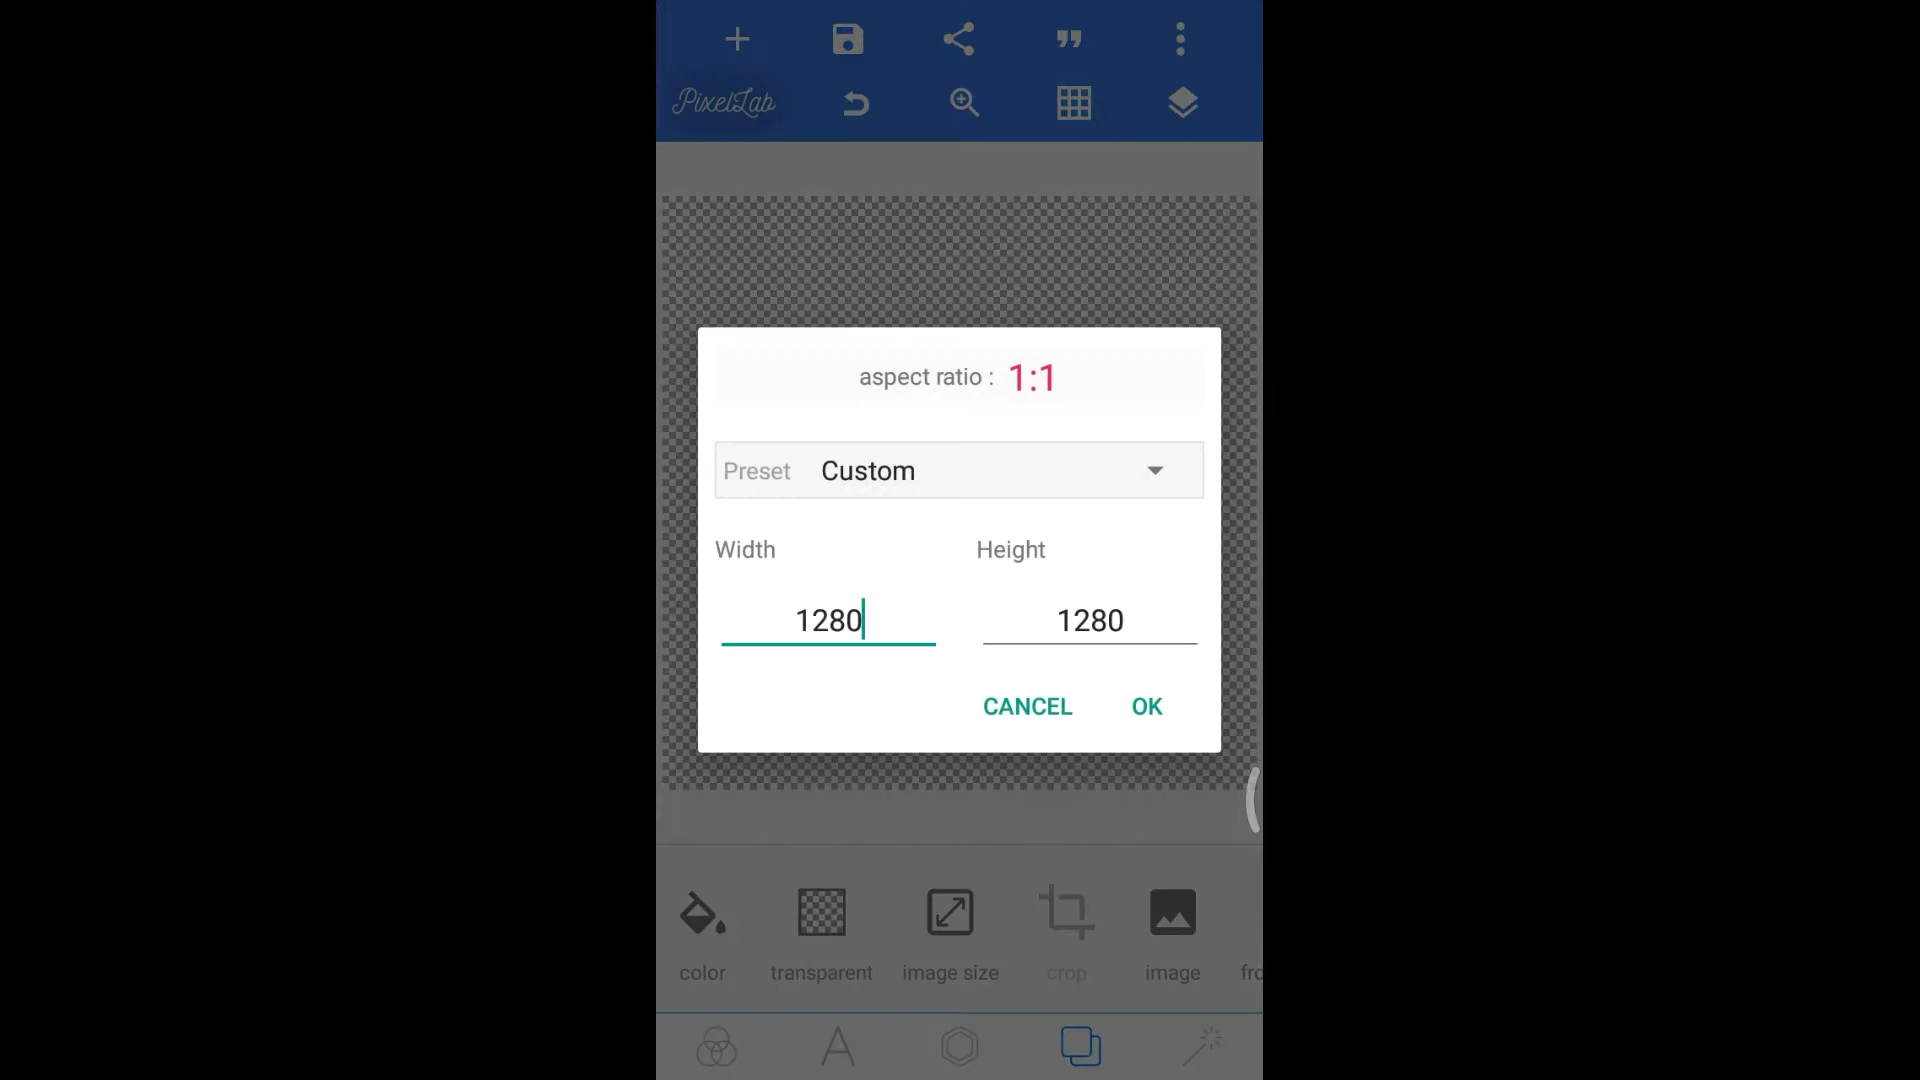 PixelLab
aspect ratio : 1:1
Preset Custom
Width Height
1280 1280
CANCEL OK
color transparent image size crop image fro